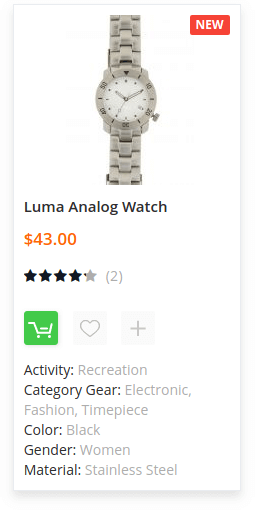 NEW
Luma Analog Watch
$43.00
(2)
Activity: Recreation
Category Gear: Electronic,
Fashion, Timepiece
Color: Black
Gender: Women
Material: Stainless Steel